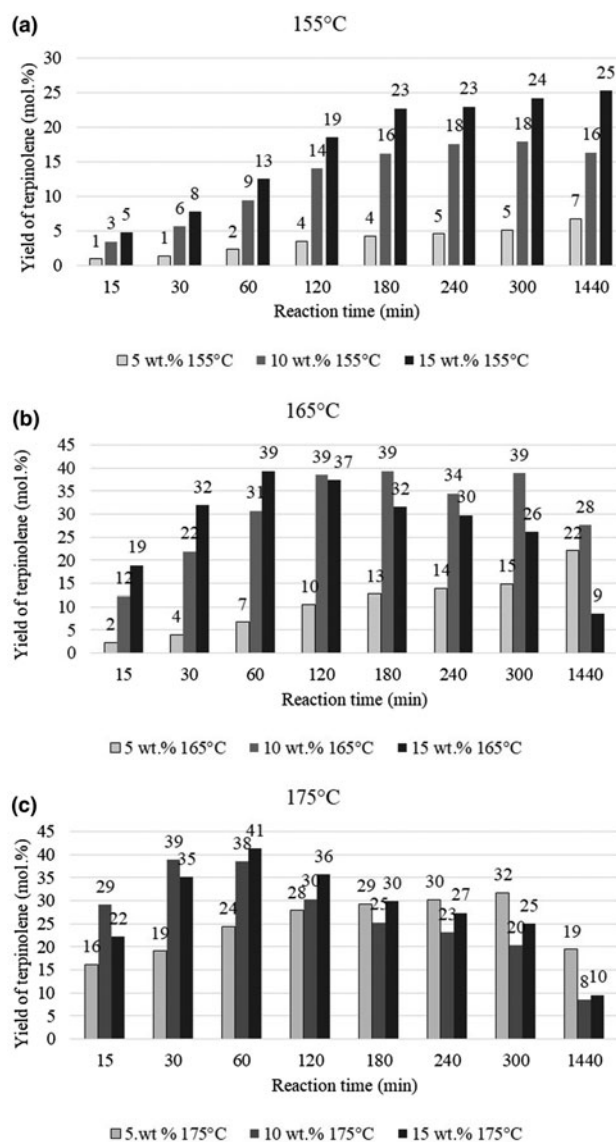 (a)
155°C
Yield of terpinolene (mol.%)
30
25
20
15
10
5
0
1 3 5
1 6 8
2 9 13
4 14 19
4 16 23
5 18 23
5 18 24
7 16 25
15 30 60 120 180 240 300 1440
Reaction time (min)
5 wt.% 155°C 10 wt.% 155°C 15 wt.% 155°C
(b)
165°C
Yield of terpinolene (mol.%)
45
40
35
30
25
20
15
10
5
0
2 12 19
4 22 32
7 31 39
10 39 37
13 39 32
14 34 30
15 39 26
22 28 9
15 30 60 120 180 240 300 1440
Reaction time (min)
5 wt.% 165°C 10 wt.% 165°C 15 wt.% 165°C
(c)
175°C
Yield of terpinolene (mol.%)
45
40
35
30
25
20
15
10
5
0
16 29 22
19 39 35
24 38 41
28 30 36
29 25 30
30 23 27
32 20 25
19 8 10
15 30 60 120 180 240 300 1440
Reaction time (min)
5.wt % 175°C 10 wt.% 175°C 15 wt.% 175°C